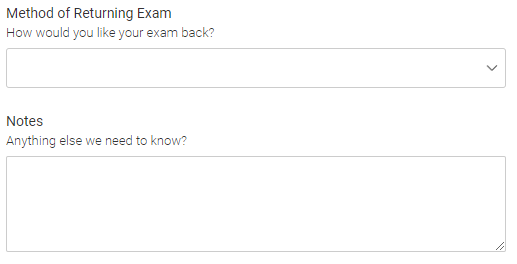 Method of Returning Exam
How would you like your exam back?
Notes
Anything else we need to know?